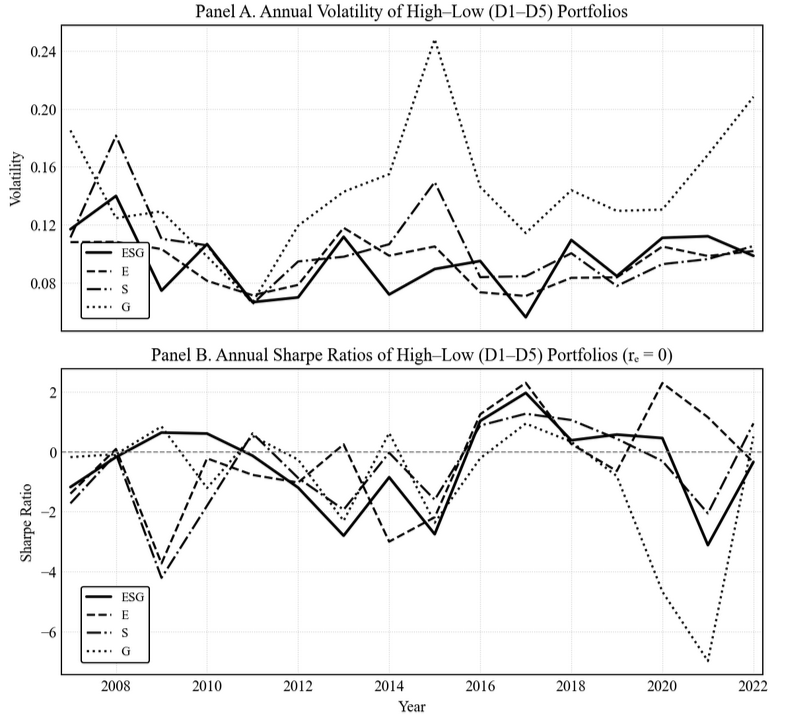 Panel A. Annual Volatility of High–Low (D1–D5) Portfolios
0.24
0.20
0.16
0.12
0.08
Volatility
ESG
E
S
G
Panel B. Annual Sharpe Ratios of High–Low (D1–D5) Portfolios (rₑ = 0)
2
0
−2
−4
−6
Sharpe Ratio
ESG
E
S
G
2008 2010 2012 2014 2016 2018 2020 2022
Year